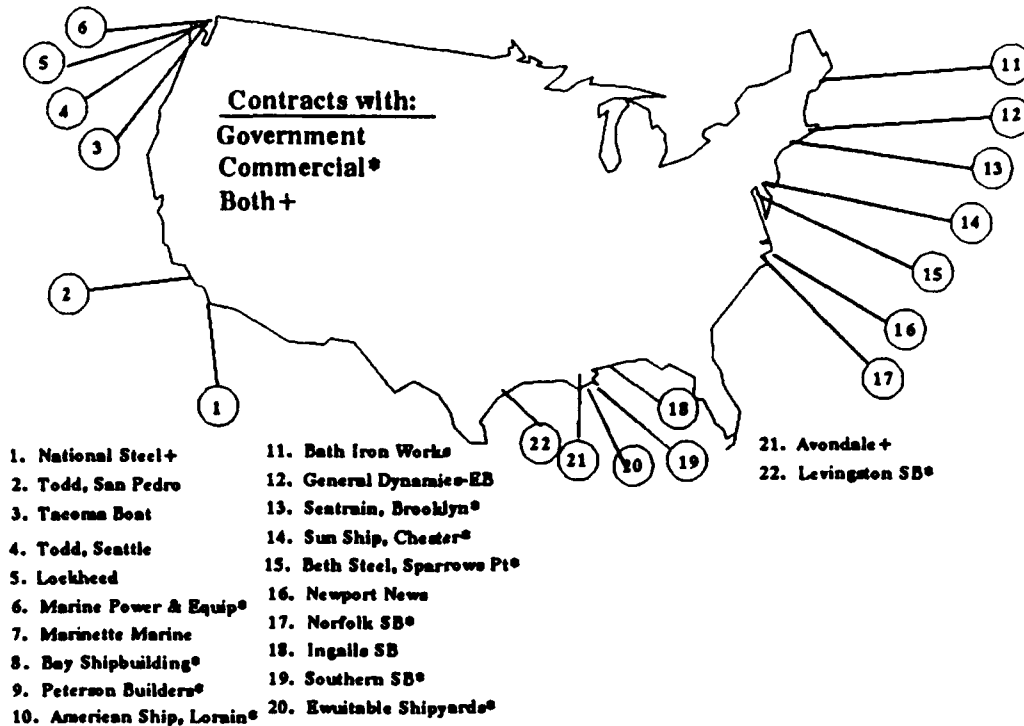 6
5
4
3
2
1
11
12
13
14
15
16
17
18
19
20
21
22
Contracts with:
Government
Commercial*
Both+
1. National Steel+
2. Todd, San Pedro
3. Tacoma Boat
4. Todd, Seattle
5. Lockheed
6. Marine Power & Equip*
7. Marinette Marine
8. Bay Shipbuilding*
9. Peterson Builders*
10. American Ship, Lorain*
11. Bath Iron Works
12. General Dynamics-EB
13. Seatrain, Brooklyn*
14. Sun Ship, Chester*
15. Beth Steel, Sparrows Pt*
16. Newport News
17. Norfolk SB*
18. Ingalls SB
19. Southern SB*
20. Ewuitable Shipyards*
21. Avondale+
22. Levingston SB*